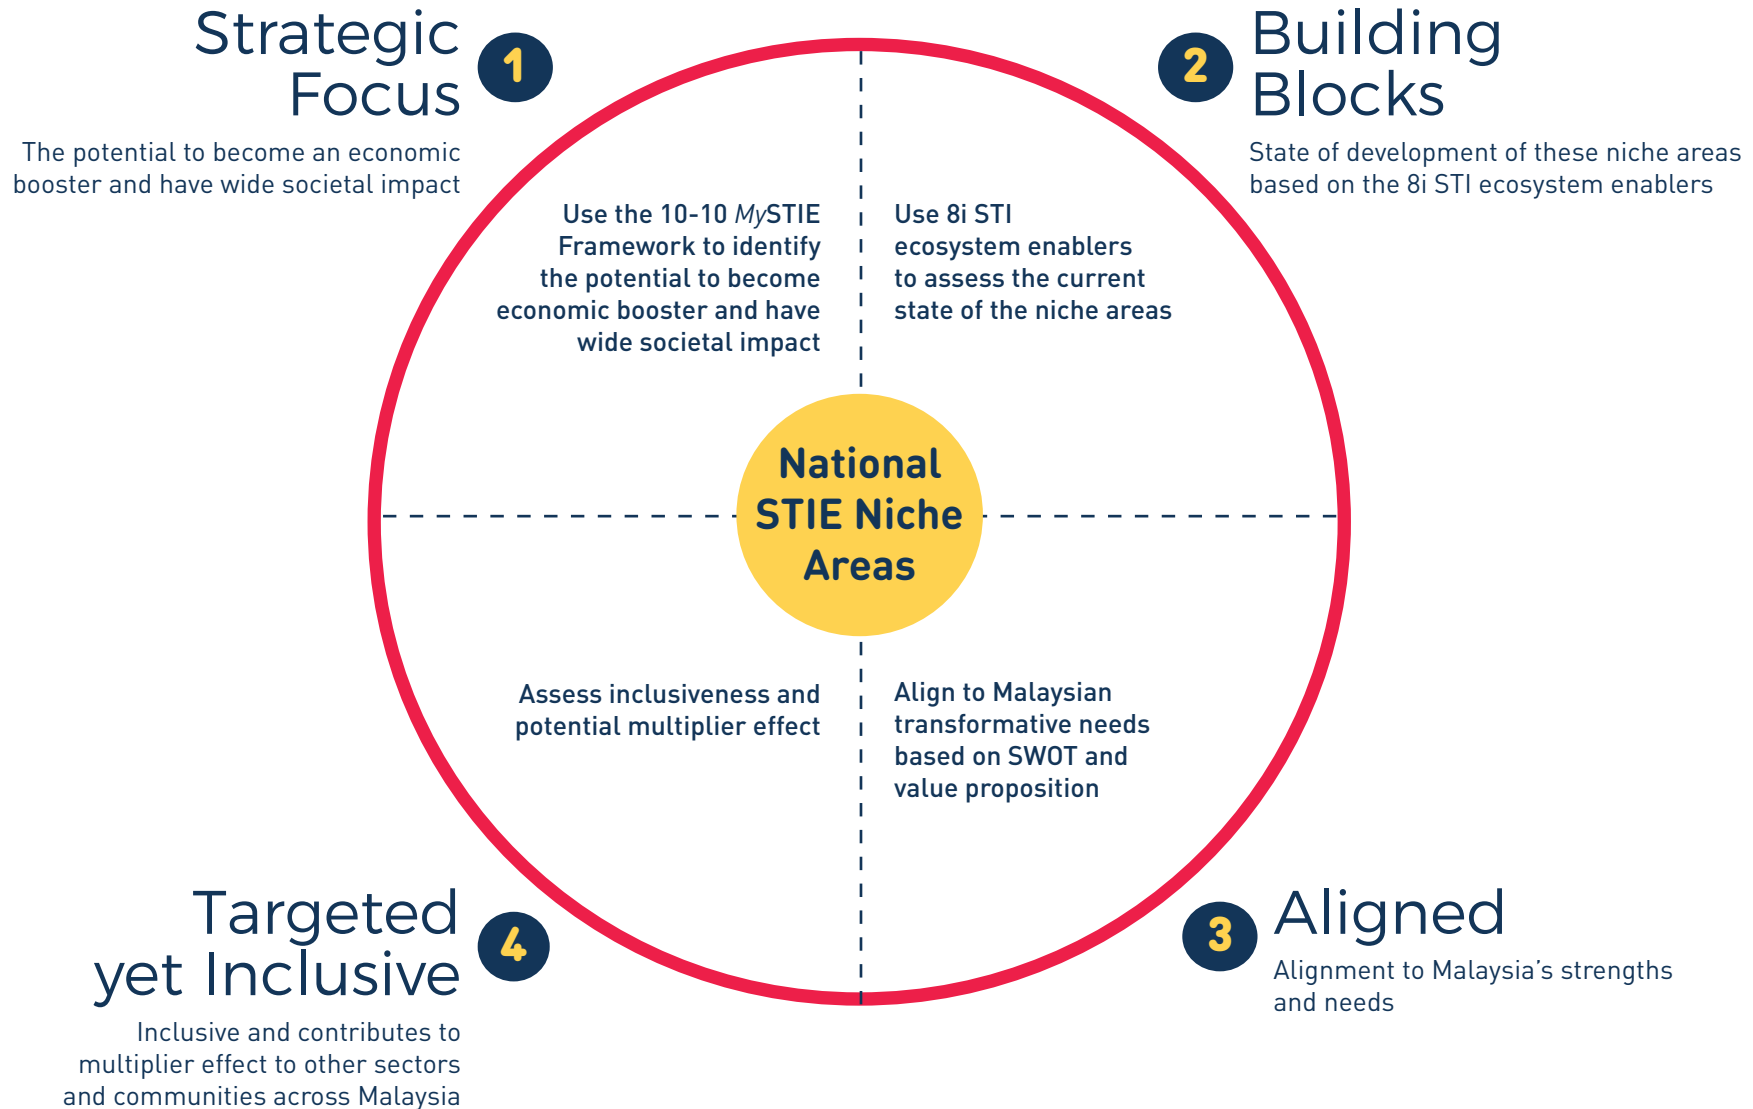 Strategic
Focus
1
The potential to become an economic
booster and have wide societal impact
Use the 10-10 MySTIE
Framework to identify
the potential to become
economic booster and have
wide societal impact
2
Building
Blocks
State of development of these niche areas
based on the 8i STI ecosystem enablers
Use 8i STI
ecosystem enablers
to assess the current
state of the niche areas
National
STIE Niche
Areas
3
Aligned
Alignment to Malaysia’s strengths
and needs
Align to Malaysian
transformative needs
based on SWOT and
value proposition
Targeted
yet Inclusive
4
Inclusive and contributes to
multiplier effect to other sectors
and communities across Malaysia
Assess inclusiveness and
potential multiplier effect